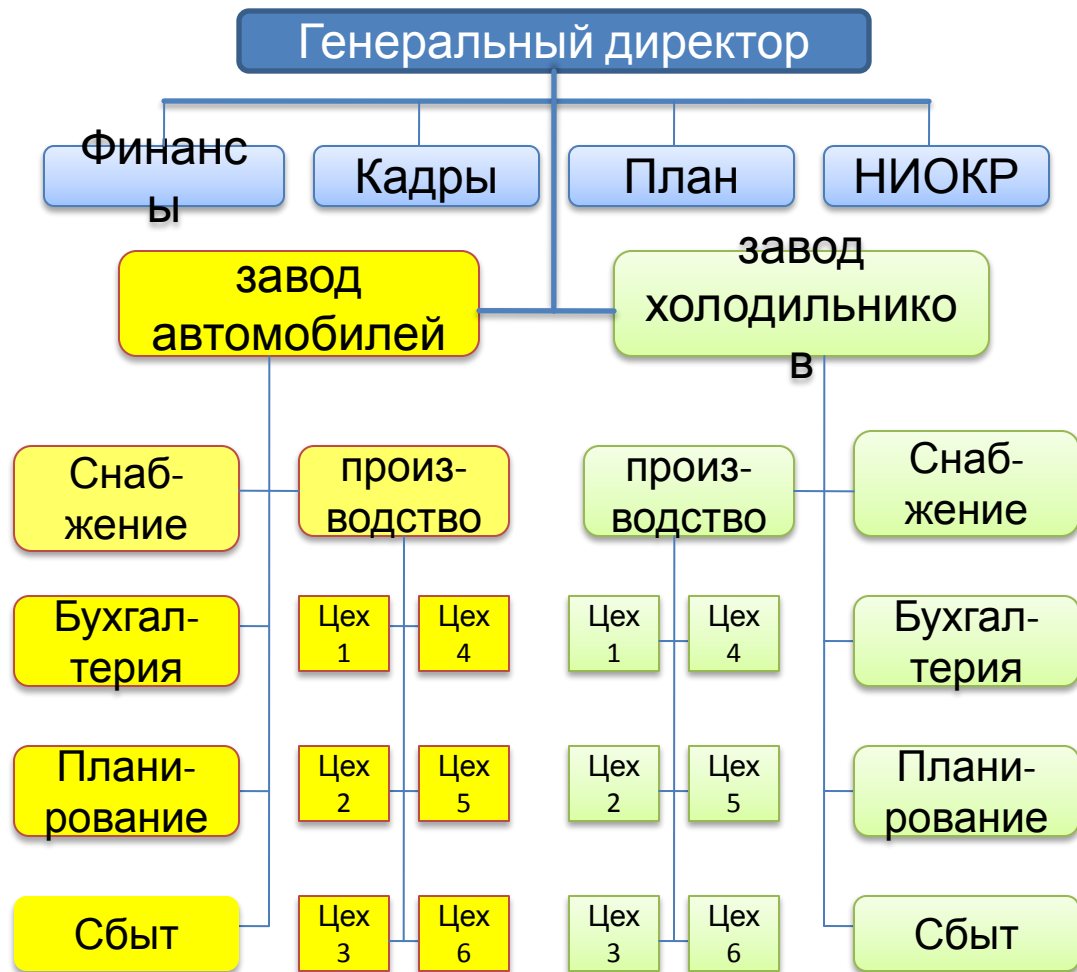 Генеральный директор
Финанс
ы
Кадры
План
НИОКР
завод
автомобилей
завод
холодильнико
в
Снаб-
жение
произ-
водство
произ-
водство
Снаб-
жение
Бухгал-
терия
Цех
1
Цех
4
Цех
1
Цех
4
Бухгал-
терия
Плани-
рование
Цех
2
Цех
5
Цех
2
Цех
5
Плани-
рование
Сбыт
Цех
3
Цех
6
Цех
3
Цех
6
Сбыт